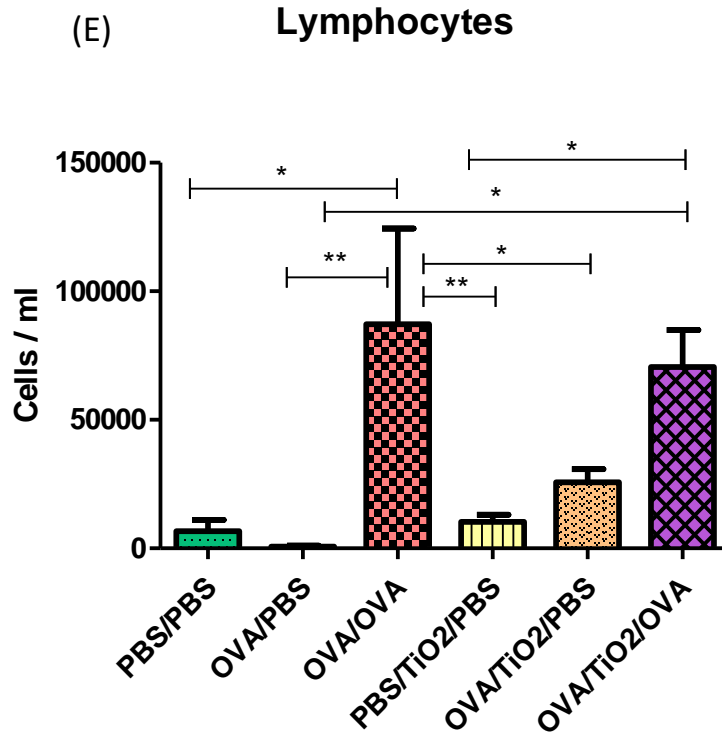 (E)
Lymphocytes
150000
100000
50000
0
Cells / ml
*
*
*
**
*
**
PBS/PBS
OVA/PBS
OVA/OVA
PBS/TiO2/PBS
OVA/TiO2/PBS
OVA/TiO2/OVA